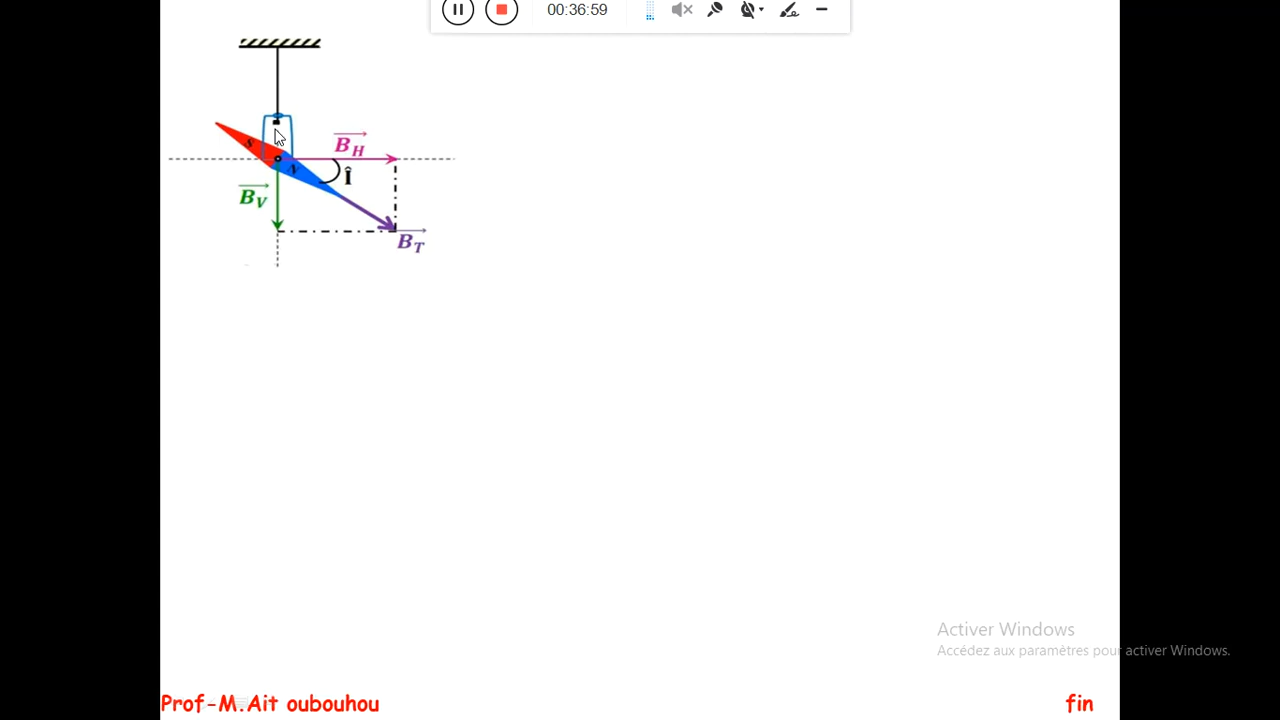 00:36:59
S
N
B_H
Î
B_V
B_T
Activer Windows
Accédez aux paramètres pour activer Windows.
Prof-M.Ait oubouhou
fin